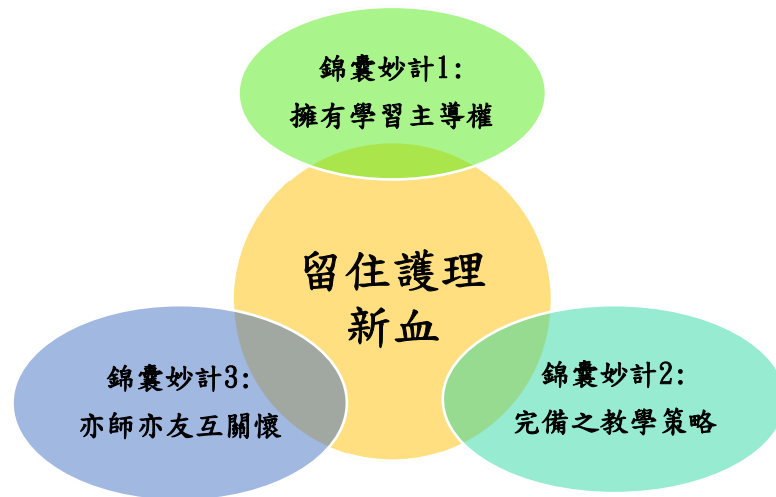 錦囊妙計1:
擁有學習主導權
留住護理
新血
錦囊妙計3:
亦師亦友互關懷
錦囊妙計2:
完備之教學策略